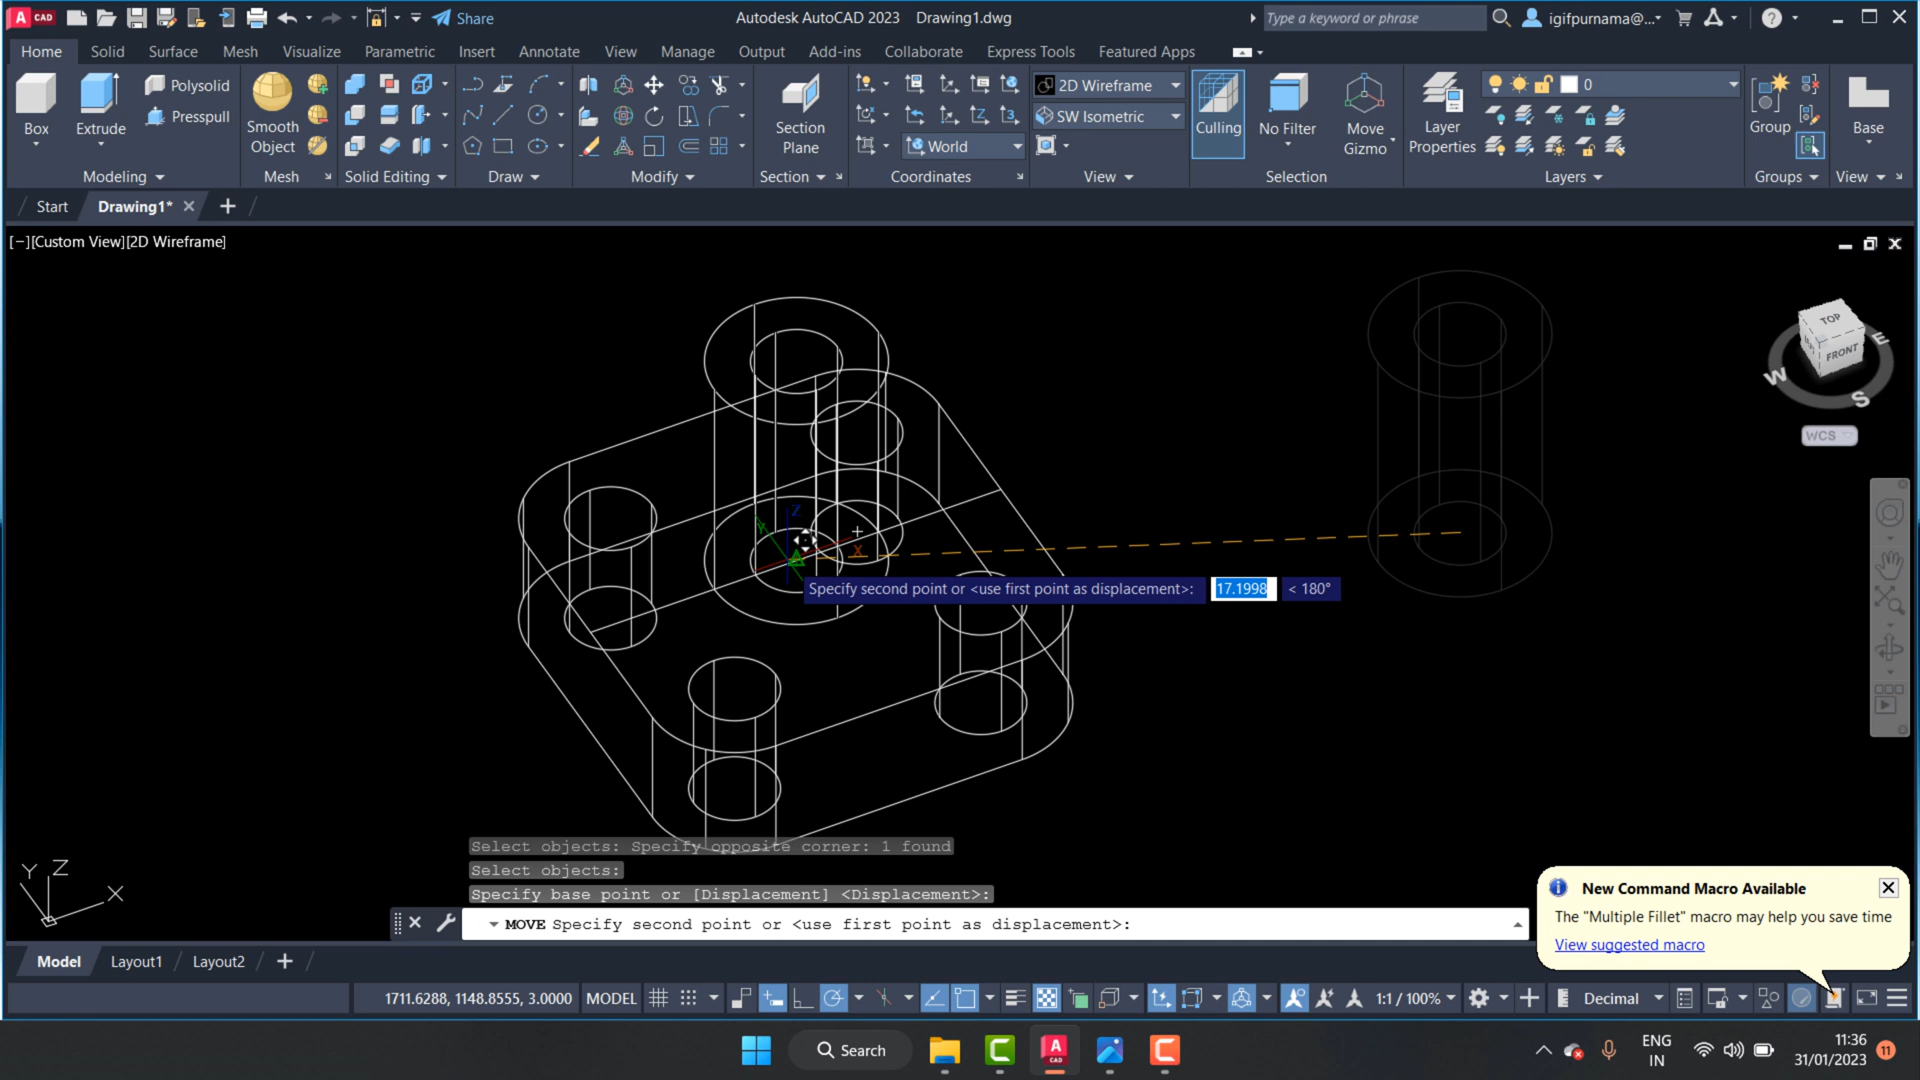 A CAD
Share
Autodesk AutoCAD 2023 Drawing1.dwg
Type a keyword or phrase
igifpurnama@...
Home Solid Surface Mesh Visualize Parametric Insert Annotate View Manage Output Add-ins Collaborate Express Tools Featured Apps
Box
Extrude
Polysolid
Presspull
Smooth Object
Section Plane
World
2D Wireframe
SW Isometric
Culling
No Filter
Move Gizmo
Layer Properties
0
Group
Base
Modeling Mesh Solid Editing Draw Modify Section Coordinates View Selection Layers Groups View
Start Drawing1*
[−][Custom View][2D Wireframe]
TOP
FRONT
W
S
E
WCS
Z
Y
X
Specify second point or <use first point as displacement>: 17.1998 < 180°
Select objects: Specify opposite corner: 1 found
Select objects:
Specify base point or [Displacement] <Displacement>:
MOVE Specify second point or <use first point as displacement>:
Y Z
X
New Command Macro Available
The "Multiple Fillet" macro may help you save time
View suggested macro
Model Layout1 Layout2
1711.6288, 1148.8555, 3.0000 MODEL 1:1 / 100% Decimal
Search
A CAD
ENG
IN
11:36
31/01/2023
11